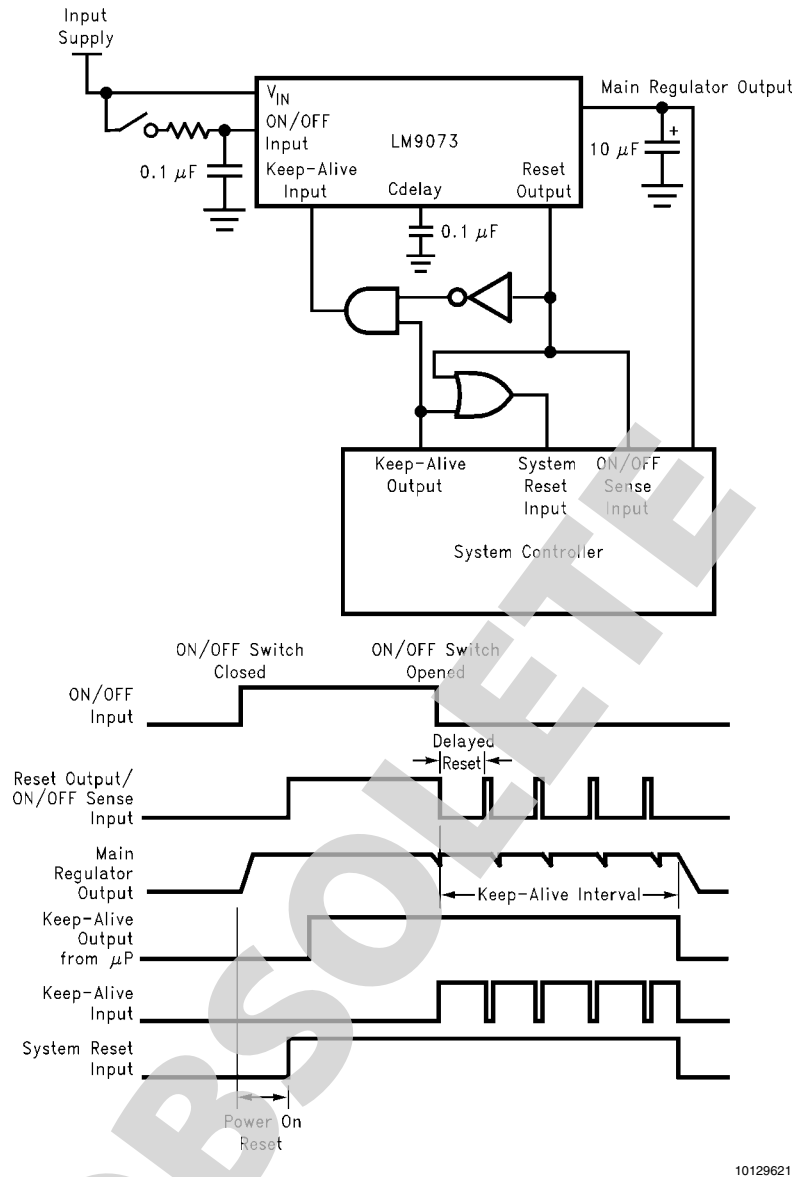 Input
Supply
VIN
ON/OFF
Input
Keep-Alive
Input
LM9073
Cdelay
Reset
Output
Main Regulator Output
0.1 μF
0.1 μF
10 μF
+
Keep-Alive
Output
System
Reset
Input
ON/OFF
Sense
Input
System Controller
ON/OFF Switch
Closed
ON/OFF Switch
Opened
ON/OFF
Input
Delayed
Reset
Reset Output/
ON/OFF Sense
Input
Main
Regulator
Output
Keep-Alive Interval
Keep-Alive
Output
from μP
Keep-Alive
Input
System Reset
Input
Power On
Reset
OBSOLETE
10129621